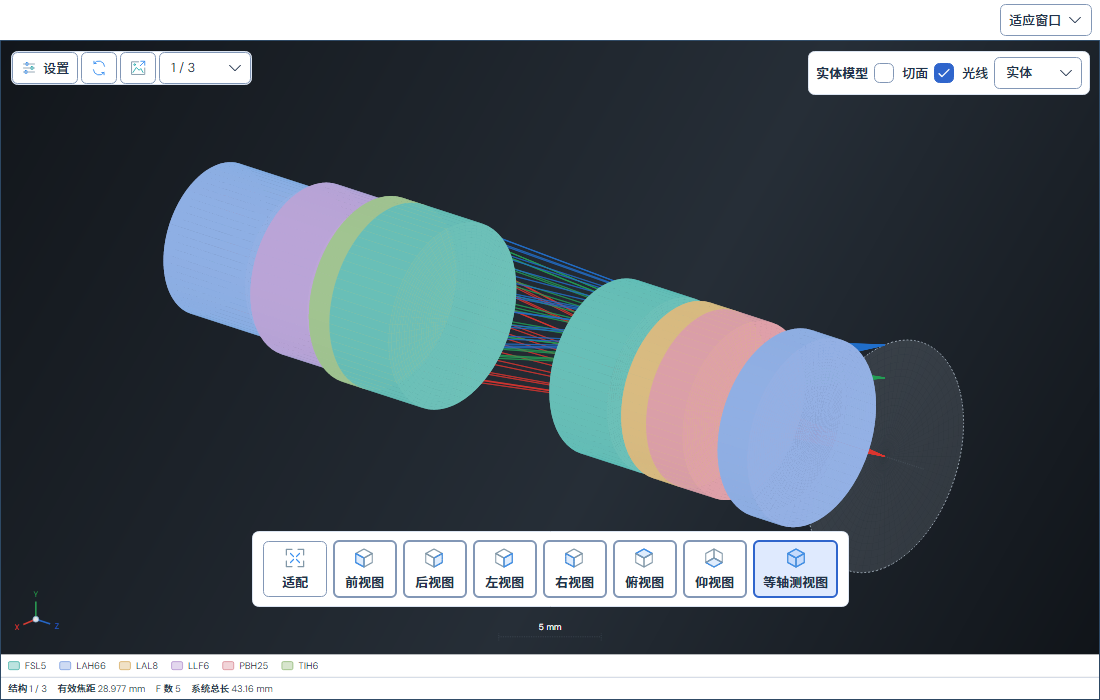 适应窗口
设置 1 / 3 实体模型 切面 光线 实体
适配 前视图 后视图 左视图 右视图 俯视图 仰视图 等轴测视图
Y
X Z
5 mm
FSL5 LAH66 LAL8 LLF6 PBH25 TIH6
结构 1 / 3 有效焦距 28.977 mm F 数 5 系统总长 43.16 mm